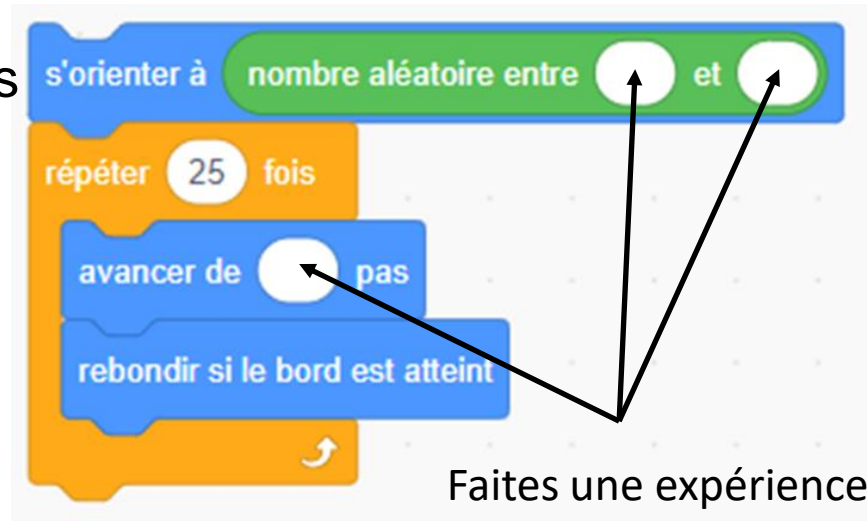 s
s'orienter à nombre aléatoire entre et
répéter 25 fois
avancer de pas
rebondir si le bord est atteint
Faites une expérience